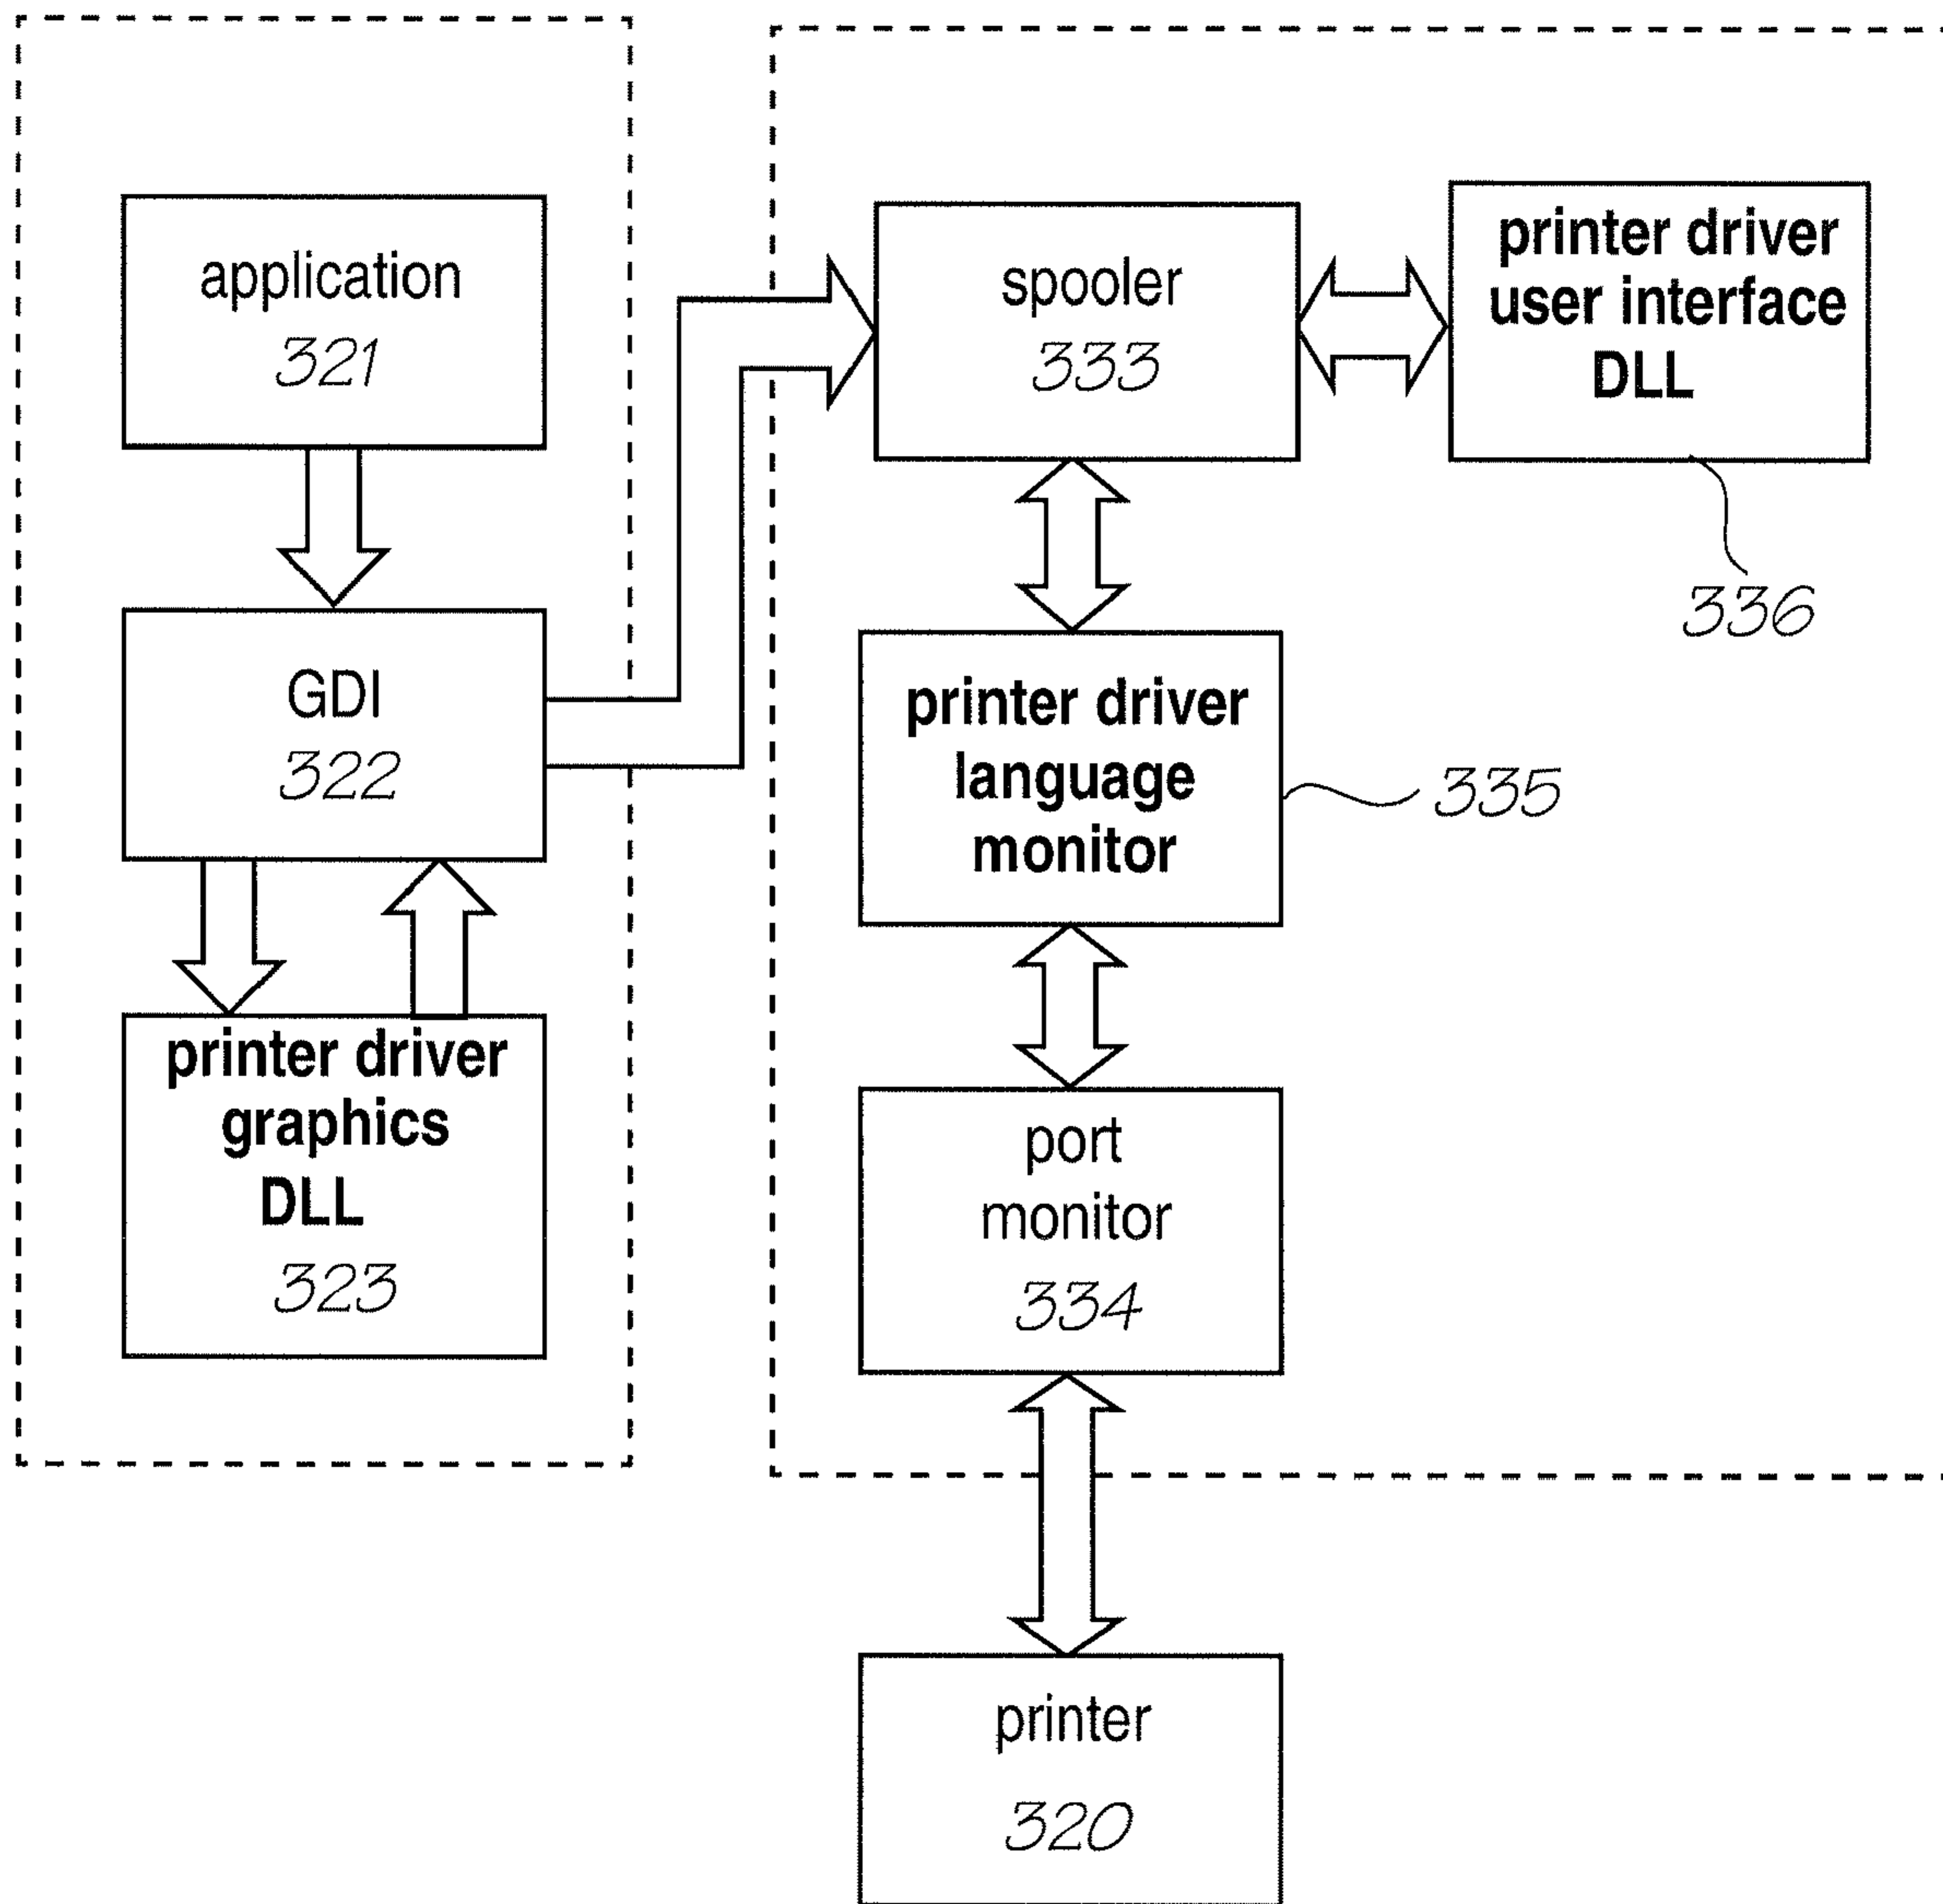 application
321
GDI
322
printer driver
graphics
DLL
323
spooler
333
printer driver
user interface
DLL
336
printer driver
language
monitor
335
port
monitor
334
printer
320